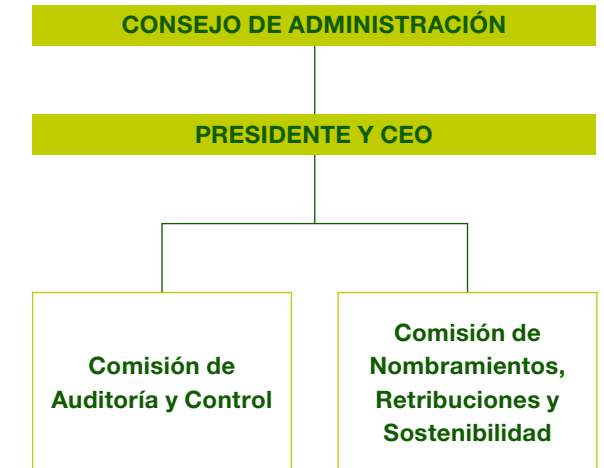 CONSEJO DE ADMINISTRACIÓN
PRESIDENTE Y CEO
Comisión de
Auditoría y Control
Comisión de
Nombramientos,
Retribuciones y
Sostenibilidad